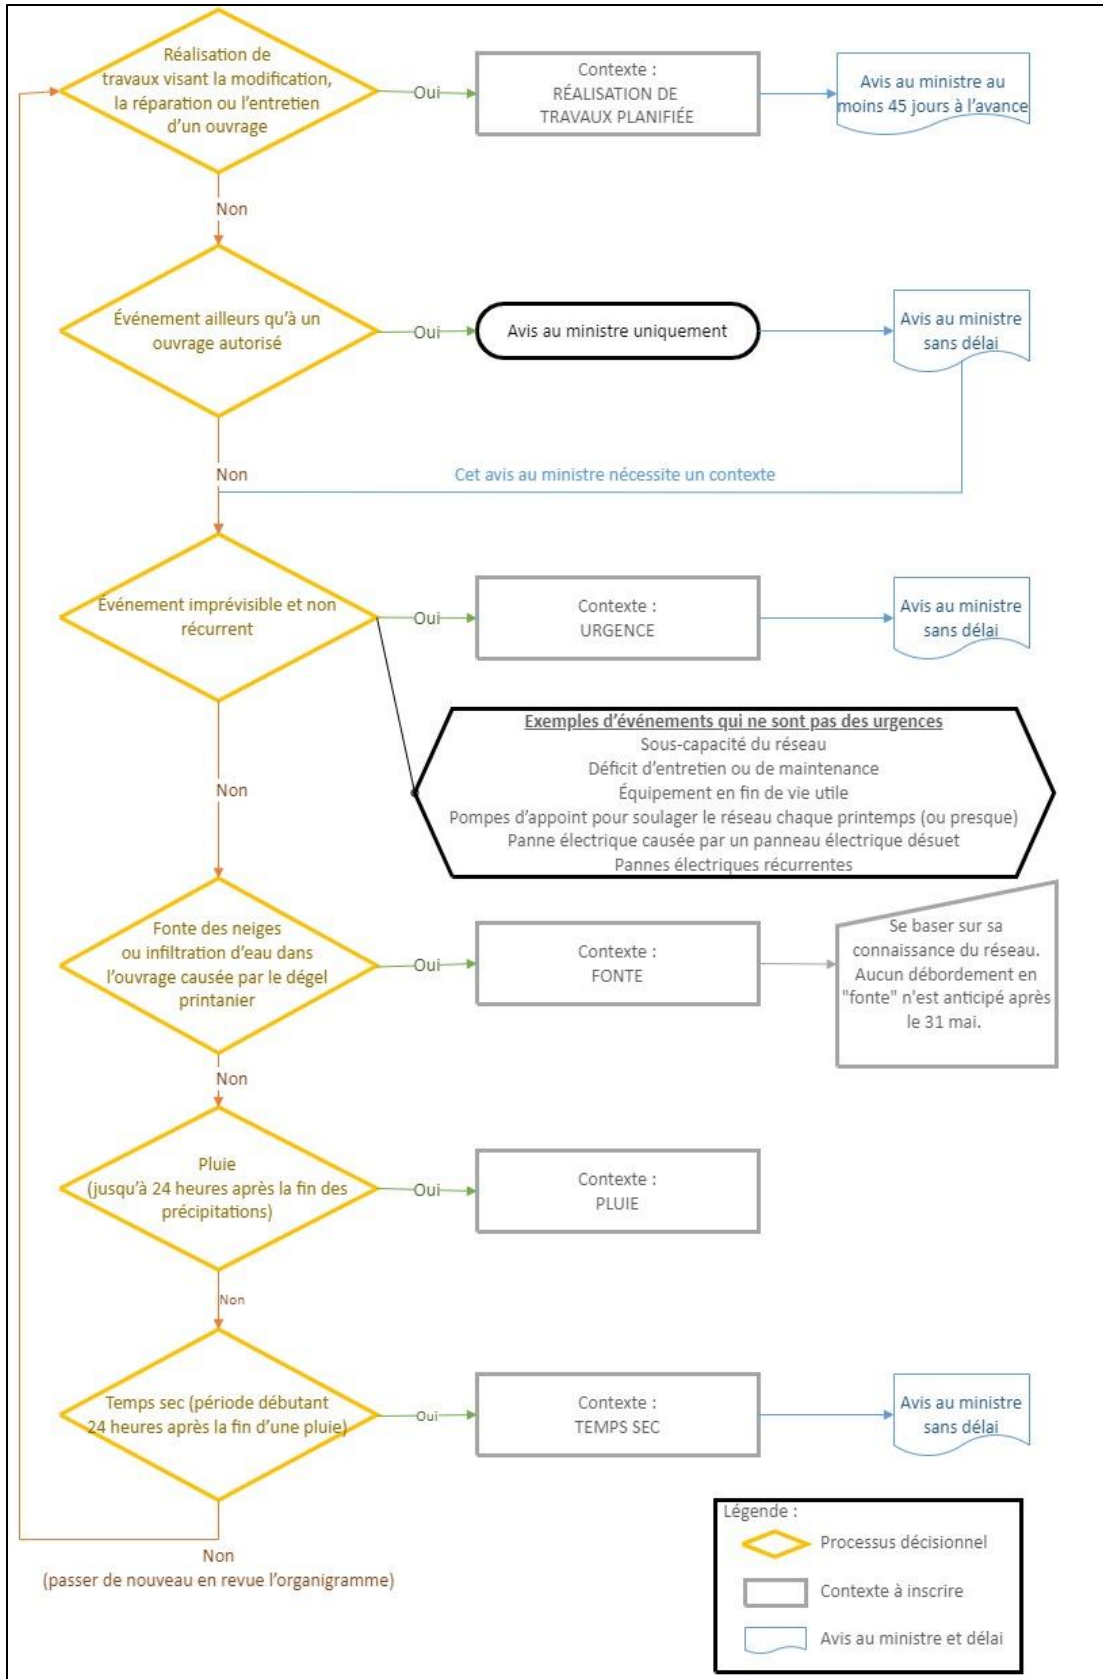 Réalisation de
travaux visant la modification,
la réparation ou l'entretien
d'un ouvrage
Oui
Contexte :
RÉALISATION DE
TRAVAUX PLANIFIÉE
Avis au ministre au
moins 45 jours à l'avance
Non
Événement ailleurs qu'à un
ouvrage autorisé
Oui
Avis au ministre uniquement
Avis au ministre
sans délai
Non
Cet avis au ministre nécessite un contexte
Événement imprévisible et non
récurrent
Oui
Contexte :
URGENCE
Avis au ministre
sans délai
Exemples d'événements qui ne sont pas des urgences
Sous-capacité du réseau
Déficit d'entretien ou de maintenance
Équipement en fin de vie utile
Pompes d'appoint pour soulager le réseau chaque printemps (ou presque)
Panne électrique causée par un panneau électrique désuet
Pannes électriques récurrentes
Non
Fonte des neiges
ou infiltration d'eau dans
l'ouvrage causée par le dégel
printanier
Oui
Contexte :
FONTE
Se baser sur sa
connaissance du réseau.
Aucun débordement en
"fonte" n'est anticipé après
le 31 mai.
Non
Pluie
(jusqu'à 24 heures après la fin des
précipitations)
Oui
Contexte :
PLUIE
Non
Temps sec (période débutant
24 heures après la fin d'une pluie)
Oui
Contexte :
TEMPS SEC
Avis au ministre
sans délai
Non
(passer de nouveau en revue l'organigramme)
Légende :
Processus décisionnel
Contexte à inscrire
Avis au ministre et délai